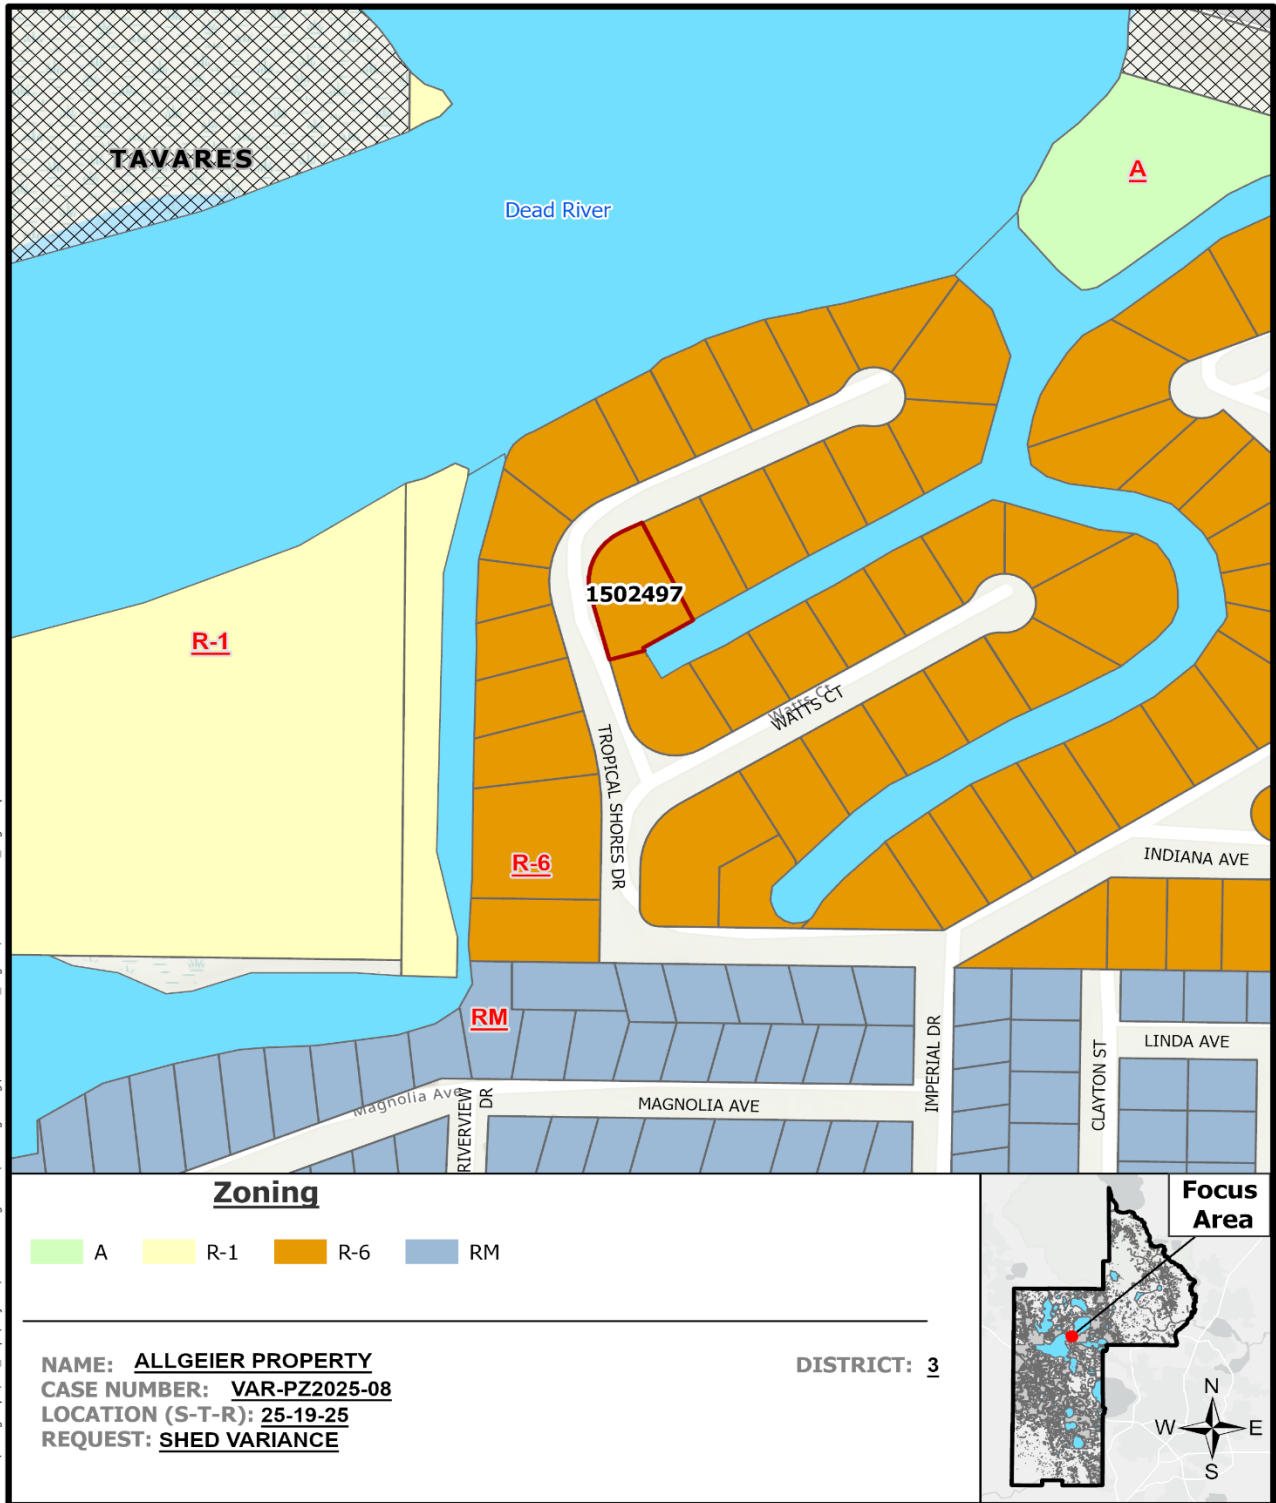 TAVARES
Dead River
A
1502497
R-1
Watts Ct
WATTS CT
TROPICAL SHORES DR
R-6
INDIANA AVE
RM
IMPERIAL DR
CLAYTON ST
LINDA AVE
Magnolia Ave
RIVERVIEW
DR
MAGNOLIA AVE
Zoning
A
R-1
R-6
RM
Focus
Area
NAME: ALLGEIER PROPERTY
CASE NUMBER: VAR-PZ2025-08
LOCATION (S-T-R): 25-19-25
REQUEST: SHED VARIANCE
DISTRICT: 3
N
W
E
S